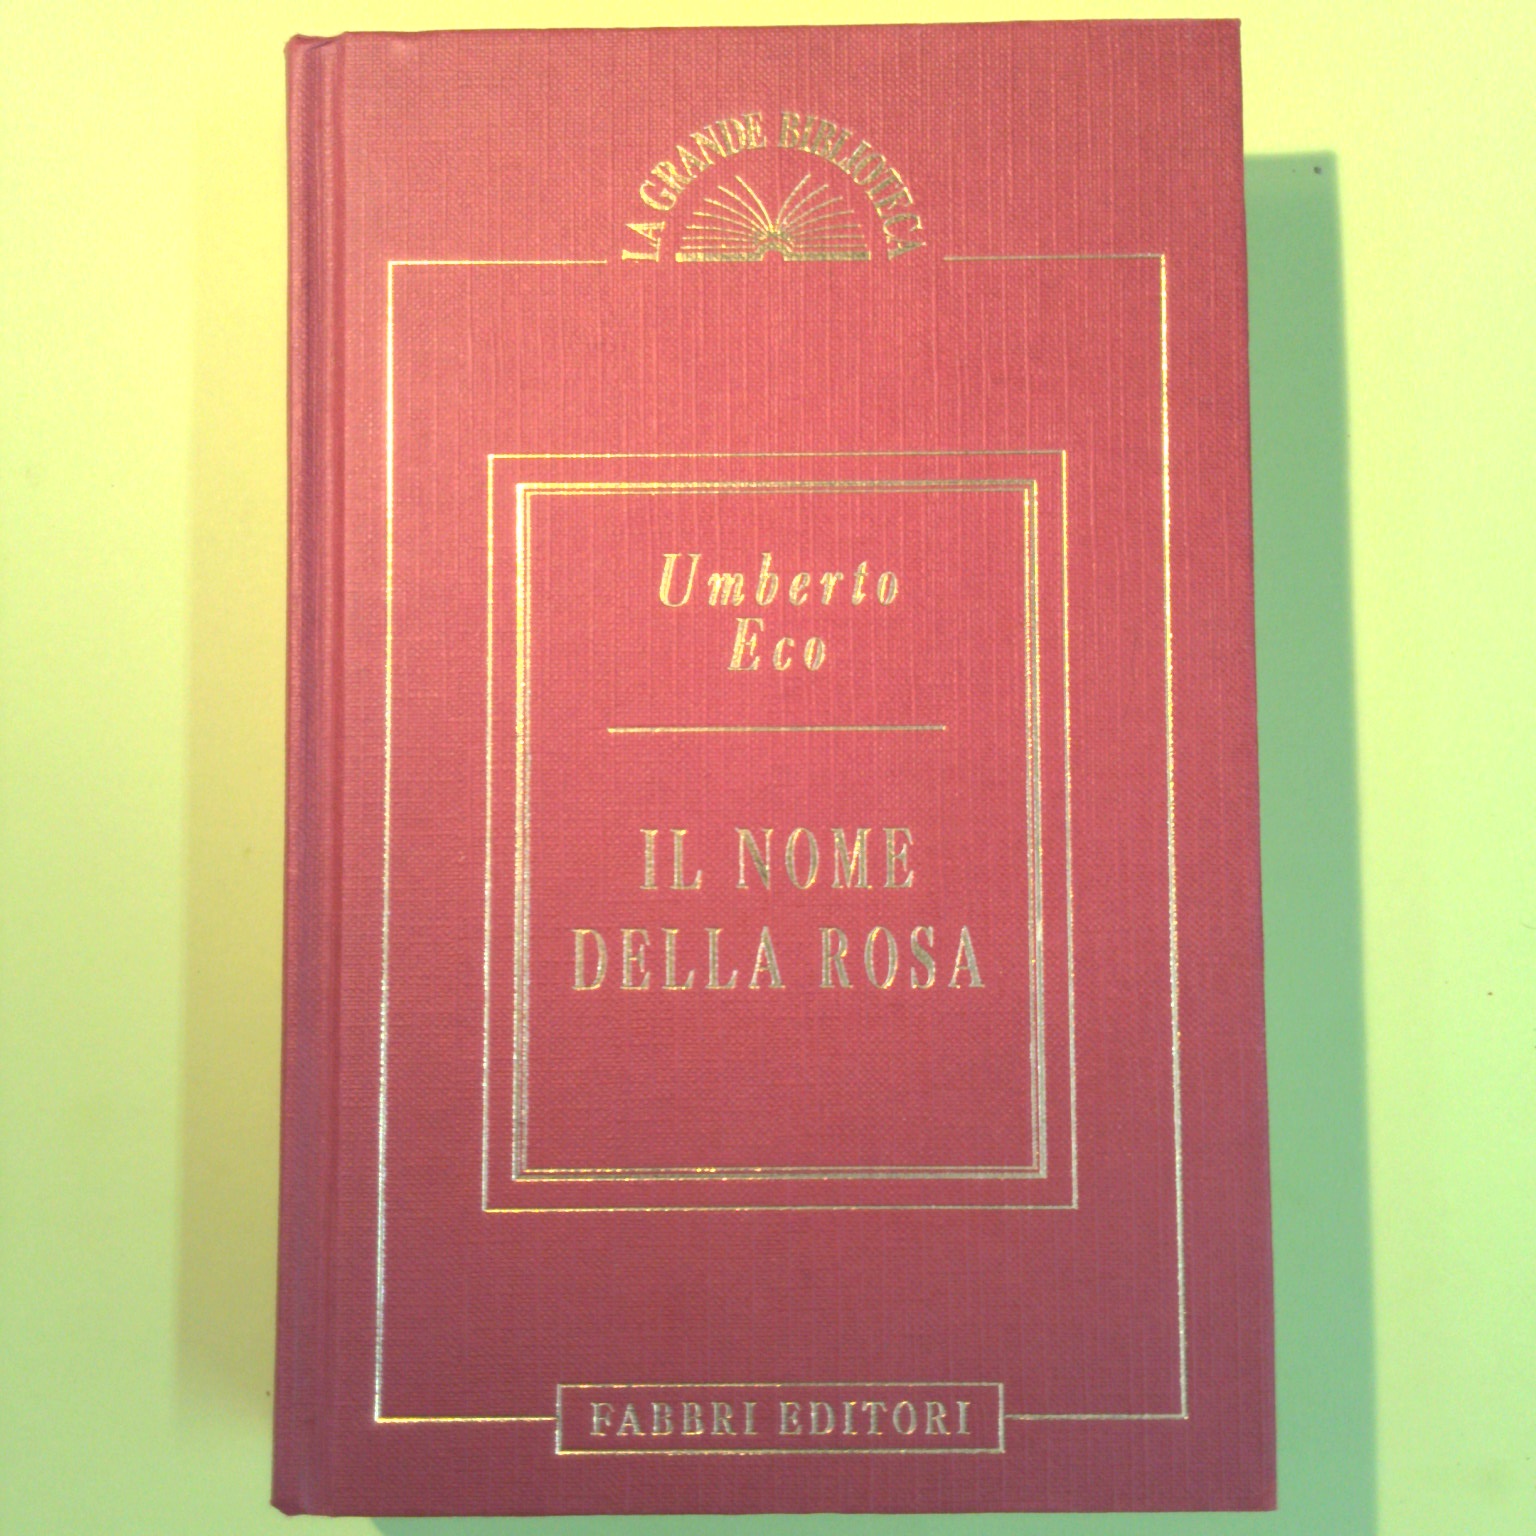 LA GRANDE BIBLIOTECA
Umberto
Eco
IL NOME
DELLA ROSA
FABBRI EDITORI